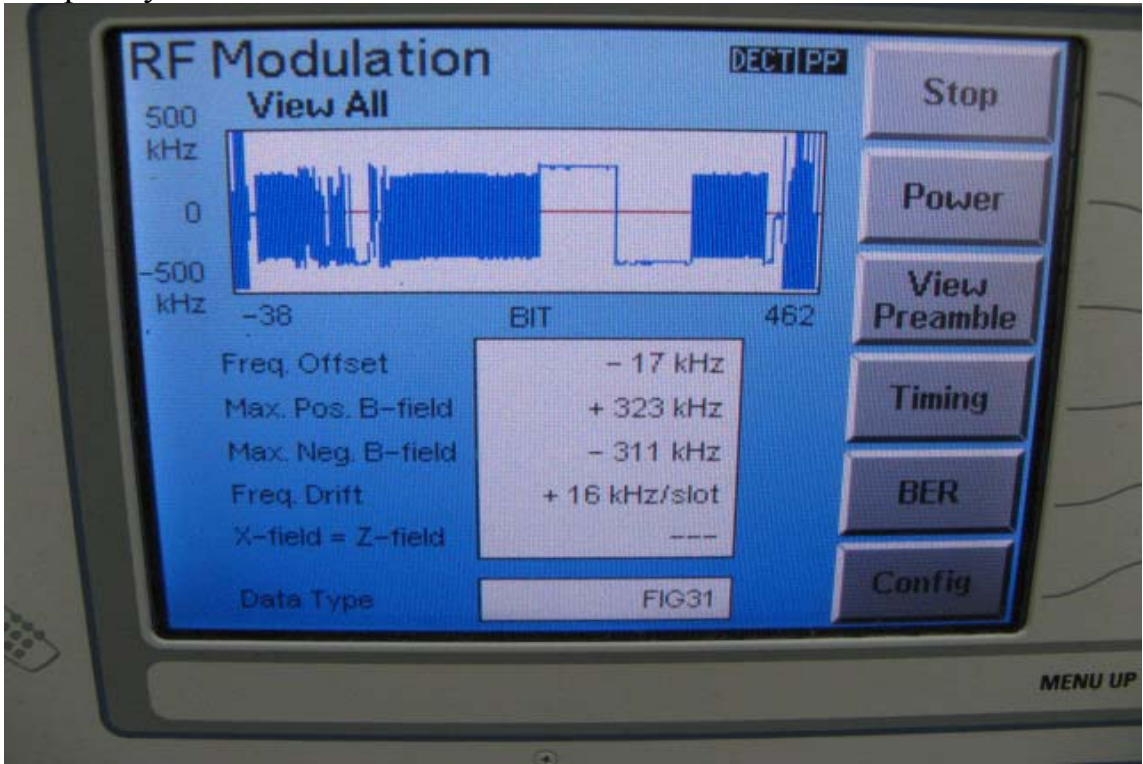 RF Modulation DECT PP
View All
500
kHz
0
-500
kHz
-38 BIT 462
Freq. Offset - 17 kHz
Max. Pos. B-field + 323 kHz
Max. Neg. B-field - 311 kHz
Freq. Drift + 16 kHz/slot
X-field = Z-field ---
Data Type FIG31
Stop
Power
View
Preamble
Timing
BER
Config
MENU UP